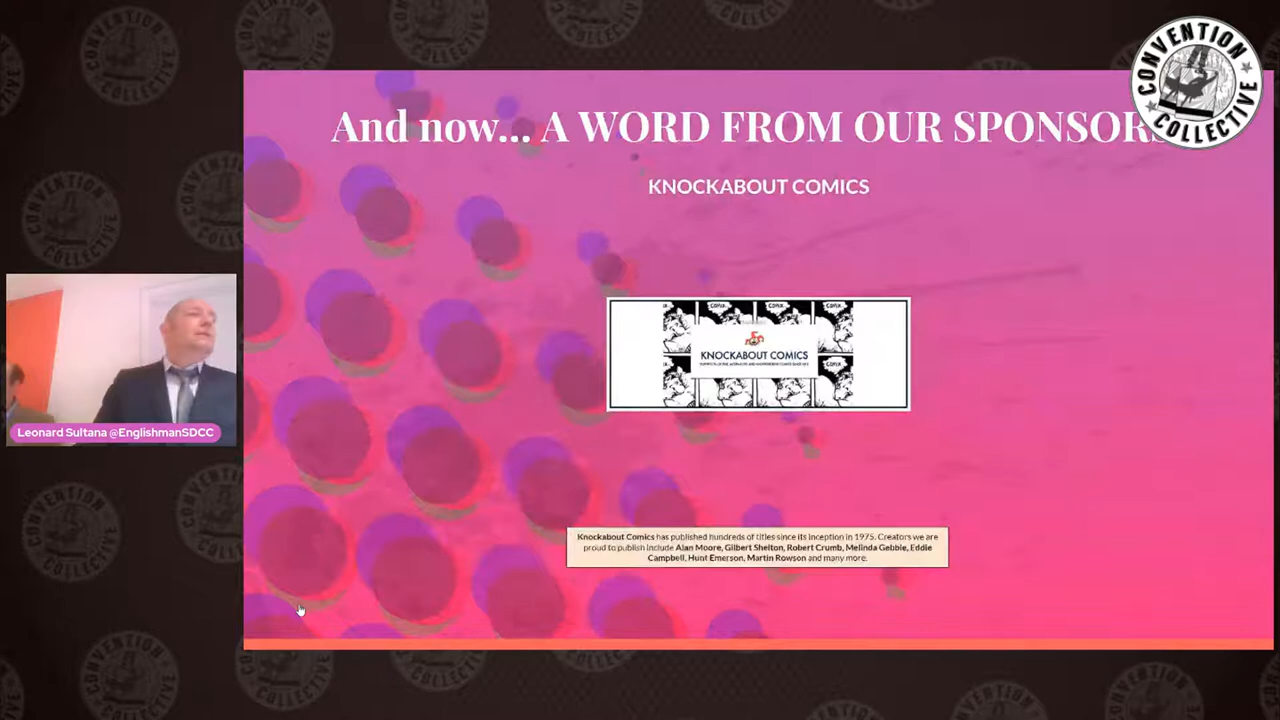 CONVENTION COLLECTIVE
And now... A WORD FROM OUR SPONSORS
KNOCKABOUT COMICS
KNOCKABOUT COMICS
Knockabout Comics has published hundreds of titles since its inception in 1975. Creators we are
proud to publish include Alan Moore, Gilbert Shelton, Robert Crumb, Melinda Gebbie, Eddie
Campbell, Hunt Emerson, Martin Rowson and many more.
Leonard Sultana @EnglishmanSDCC